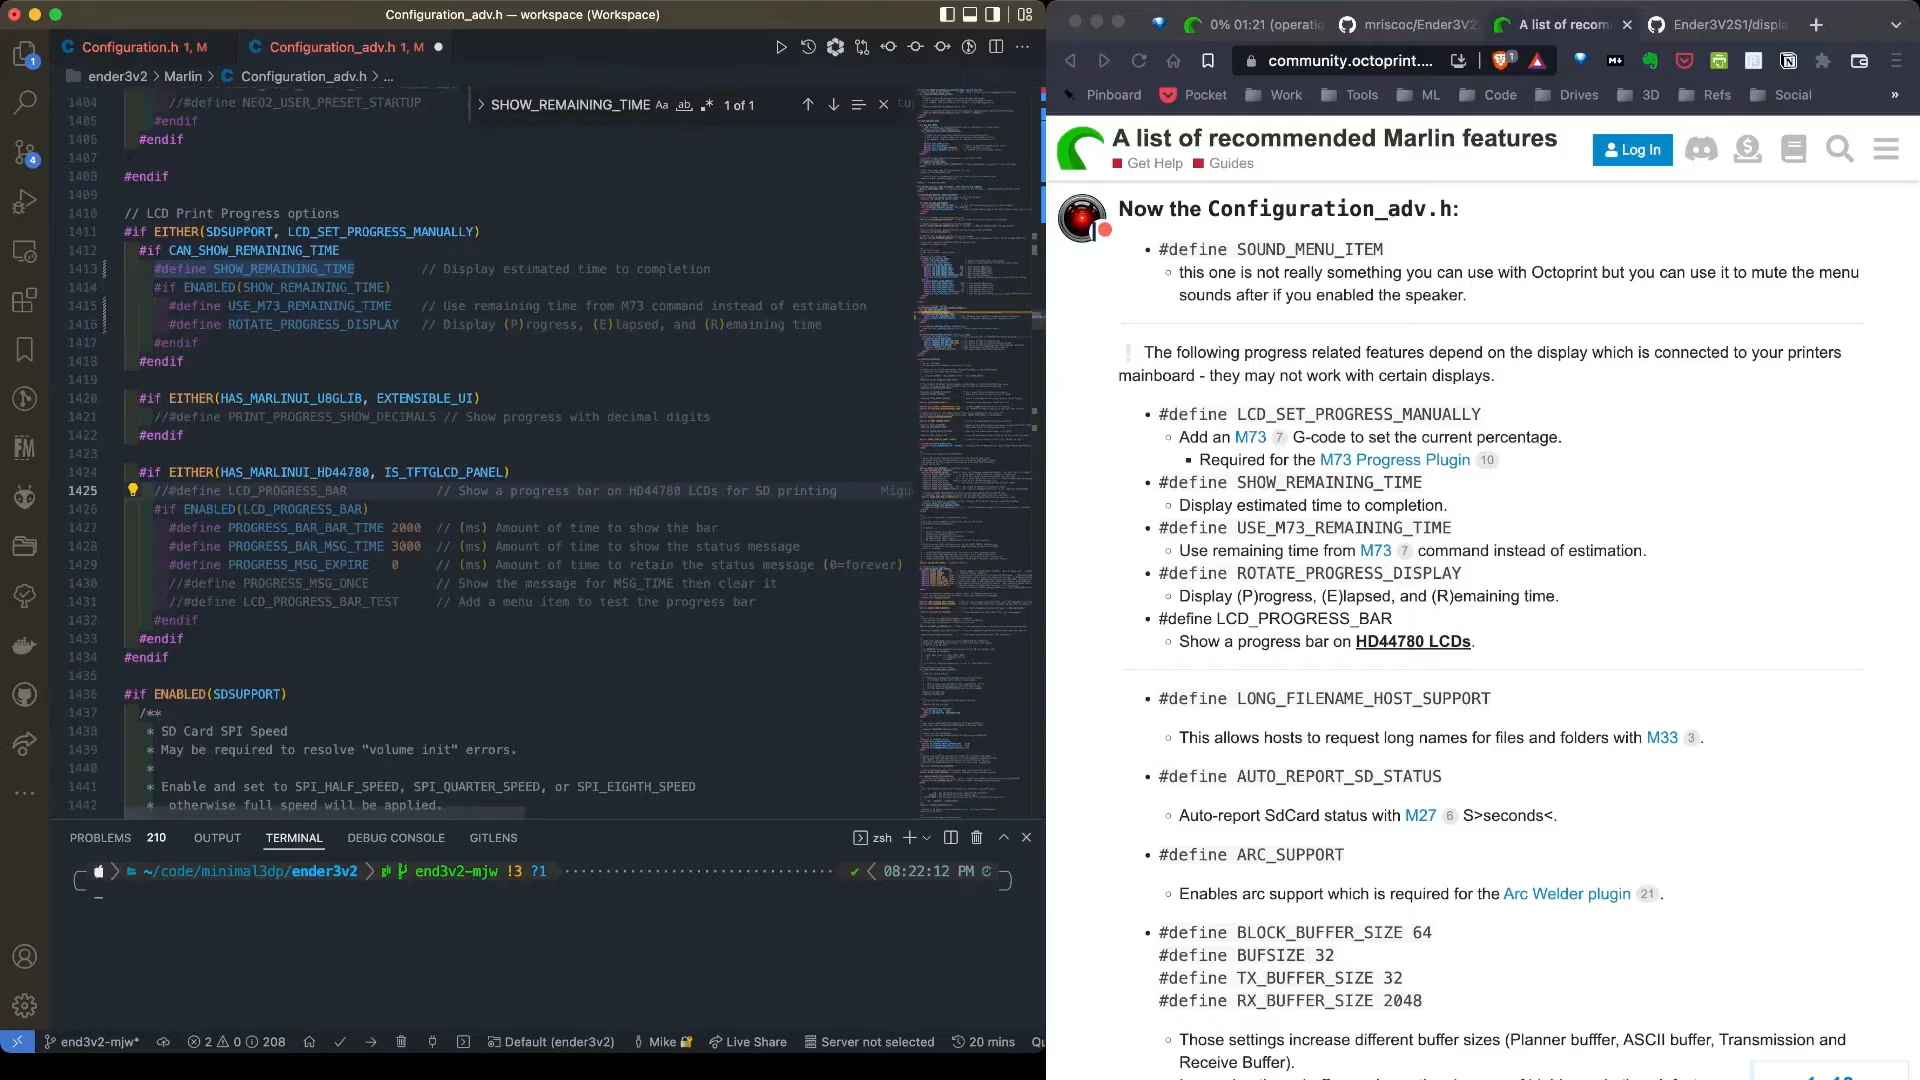 Configuration_adv.h — workspace (Workspace)
Configuration.h 1, M
Configuration_adv.h 1, M
ender3v2 > Marlin > Configuration_adv.h > ...
SHOW_REMAINING_TIME Aa ab 1 of 1
1404 //#define NEO2_USER_PRESET_STARTUP
1405 #endif
1406 #endif
1407
1408 #endif
1409
1410 // LCD Print Progress options
1411 #if EITHER(SDSUPPORT, LCD_SET_PROGRESS_MANUALLY)
1412 #if CAN_SHOW_REMAINING_TIME
1413 #define SHOW_REMAINING_TIME // Display estimated time to completion
1414 #if ENABLED(SHOW_REMAINING_TIME)
1415 #define USE_M73_REMAINING_TIME // Use remaining time from M73 command instead of estimation
1416 #define ROTATE_PROGRESS_DISPLAY // Display (P)rogress, (E)lapsed, and (R)emaining time
1417 #endif
1418 #endif
1419
1420 #if EITHER(HAS_MARLINUI_U8GLIB, EXTENSIBLE_UI)
1421 //#define PRINT_PROGRESS_SHOW_DECIMALS // Show progress with decimal digits
1422 #endif
1423
1424 #if EITHER(HAS_MARLINUI_HD44780, IS_TFTGLCD_PANEL)
1425 //#define LCD_PROGRESS_BAR // Show a progress bar on HD44780 LCDs for SD printing Migu
1426 #if ENABLED(LCD_PROGRESS_BAR)
1427 #define PROGRESS_BAR_BAR_TIME 2000 // (ms) Amount of time to show the bar
1428 #define PROGRESS_BAR_MSG_TIME 3000 // (ms) Amount of time to show the status message
1429 #define PROGRESS_MSG_EXPIRE 0 // (ms) Amount of time to retain the status message (0=forever)
1430 //#define PROGRESS_MSG_ONCE // Show the message for MSG_TIME then clear it
1431 //#define LCD_PROGRESS_BAR_TEST // Add a menu item to test the progress bar
1432 #endif
1433 #endif
1434 #endif
1435
1436 #if ENABLED(SDSUPPORT)
1437 /**
1438 * SD Card SPI Speed
1439 * May be required to resolve "volume init" errors.
1440 *
1441 * Enable and set to SPI_HALF_SPEED, SPI_QUARTER_SPEED, or SPI_EIGHTH_SPEED
1442 * otherwise full speed will be applied.
PROBLEMS 210 OUTPUT TERMINAL DEBUG CONSOLE GITLENS
zsh
~/code/minimal3dp/ender3v2 end3v2-mjw !3 ?1 08:22:12 PM
end3v2-mjw* 2 0 208 Default (ender3v2) Mike Live Share Server not selected 20 mins Qu
0% 01:21 (operatio
mriscoc/Ender3V2
A list of recom
Ender3V2S1/displa
community.octoprint....
Pinboard Pocket Work Tools ML Code Drives 3D Refs Social »
A list of recommended Marlin features
Get Help Guides
Log In
Now the Configuration_adv.h:
• #define SOUND_MENU_ITEM
this one is not really something you can use with Octoprint but you can use it to mute the menu
sounds after if you enabled the speaker.
The following progress related features depend on the display which is connected to your printers
mainboard - they may not work with certain displays.
• #define LCD_SET_PROGRESS_MANUALLY
Add an M73 7 G-code to set the current percentage.
Required for the M73 Progress Plugin 10
• #define SHOW_REMAINING_TIME
Display estimated time to completion.
• #define USE_M73_REMAINING_TIME
Use remaining time from M73 7 command instead of estimation.
• #define ROTATE_PROGRESS_DISPLAY
Display (P)rogress, (E)lapsed, and (R)emaining time.
• #define LCD_PROGRESS_BAR
Show a progress bar on HD44780 LCDs.
• #define LONG_FILENAME_HOST_SUPPORT
This allows hosts to request long names for files and folders with M33 3 .
• #define AUTO_REPORT_SD_STATUS
Auto-report SdCard status with M27 6 S>seconds<.
• #define ARC_SUPPORT
Enables arc support which is required for the Arc Welder plugin 21 .
• #define BLOCK_BUFFER_SIZE 64
#define BUFSIZE 32
#define TX_BUFFER_SIZE 32
#define RX_BUFFER_SIZE 2048
Those settings increase different buffer sizes (Planner bufffer, ASCII buffer, Transmission and
Receive Buffer).